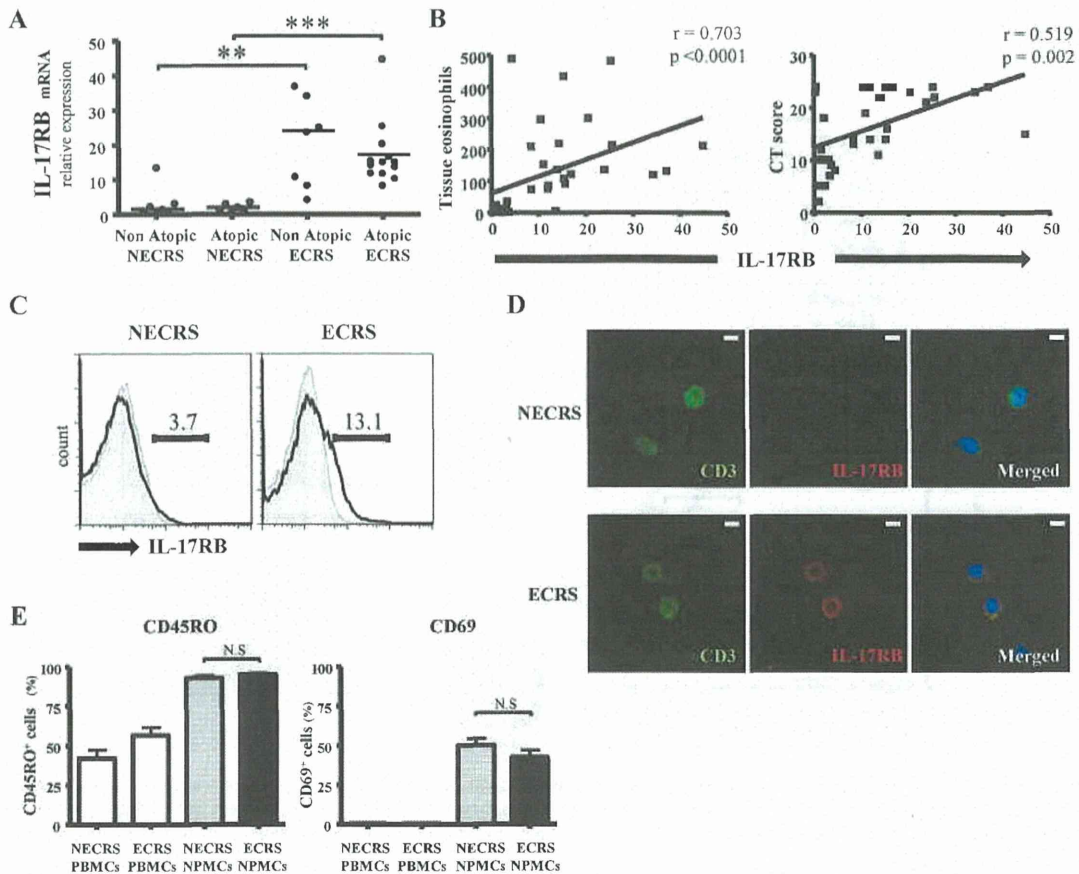 A
IL-17RB mRNA
relative expression
50
40
30
20
10
0
**
***
Non Atopic
NECRS
Atopic
NECRS
Non Atopic
ECRS
Atopic
ECRS
B
r = 0.703
p <0.0001
Tissue eosinophils
500
400
300
200
100
0
0 10 20 30 40 50
r = 0.519
p = 0.002
CT score
30
20
10
0
0 10 20 30 40 50
IL-17RB
C
NECRS
ECRS
count
3.7
13.1
IL-17RB
D
NECRS
CD3
IL-17RB
Merged
ECRS
CD3
IL-17RB
Merged
E
CD45RO
CD45RO+ cells (%)
100
75
50
25
0
N.S
NECRS
PBMCs
ECRS
PBMCs
NECRS
NPMCs
ECRS
NPMCs
CD69
CD69+ cells (%)
100
75
50
25
0
N.S
NECRS
PBMCs
ECRS
PBMCs
NECRS
NPMCs
ECRS
NPMCs